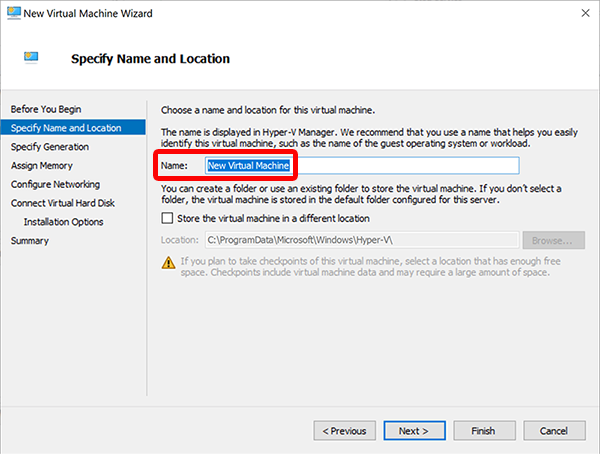 New Virtual Machine Wizard
Specify Name and Location
Before You Begin
Specify Name and Location
Specify Generation
Assign Memory
Configure Networking
Connect Virtual Hard Disk
Installation Options
Summary
Choose a name and location for this virtual machine.
The name is displayed in Hyper-V Manager. We recommend that you use a name that helps you easily
identify this virtual machine, such as the name of the guest operating system or workload.
Name: New Virtual Machine
You can create a folder or use an existing folder to store the virtual machine. If you don't select a
folder, the virtual machine is stored in the default folder configured for this server.
Store the virtual machine in a different location
Location: C:\ProgramData\Microsoft\Windows\Hyper-V\ Browse...
If you plan to take checkpoints of this virtual machine, select a location that has enough free
space. Checkpoints include virtual machine data and may require a large amount of space.
< Previous Next > Finish Cancel